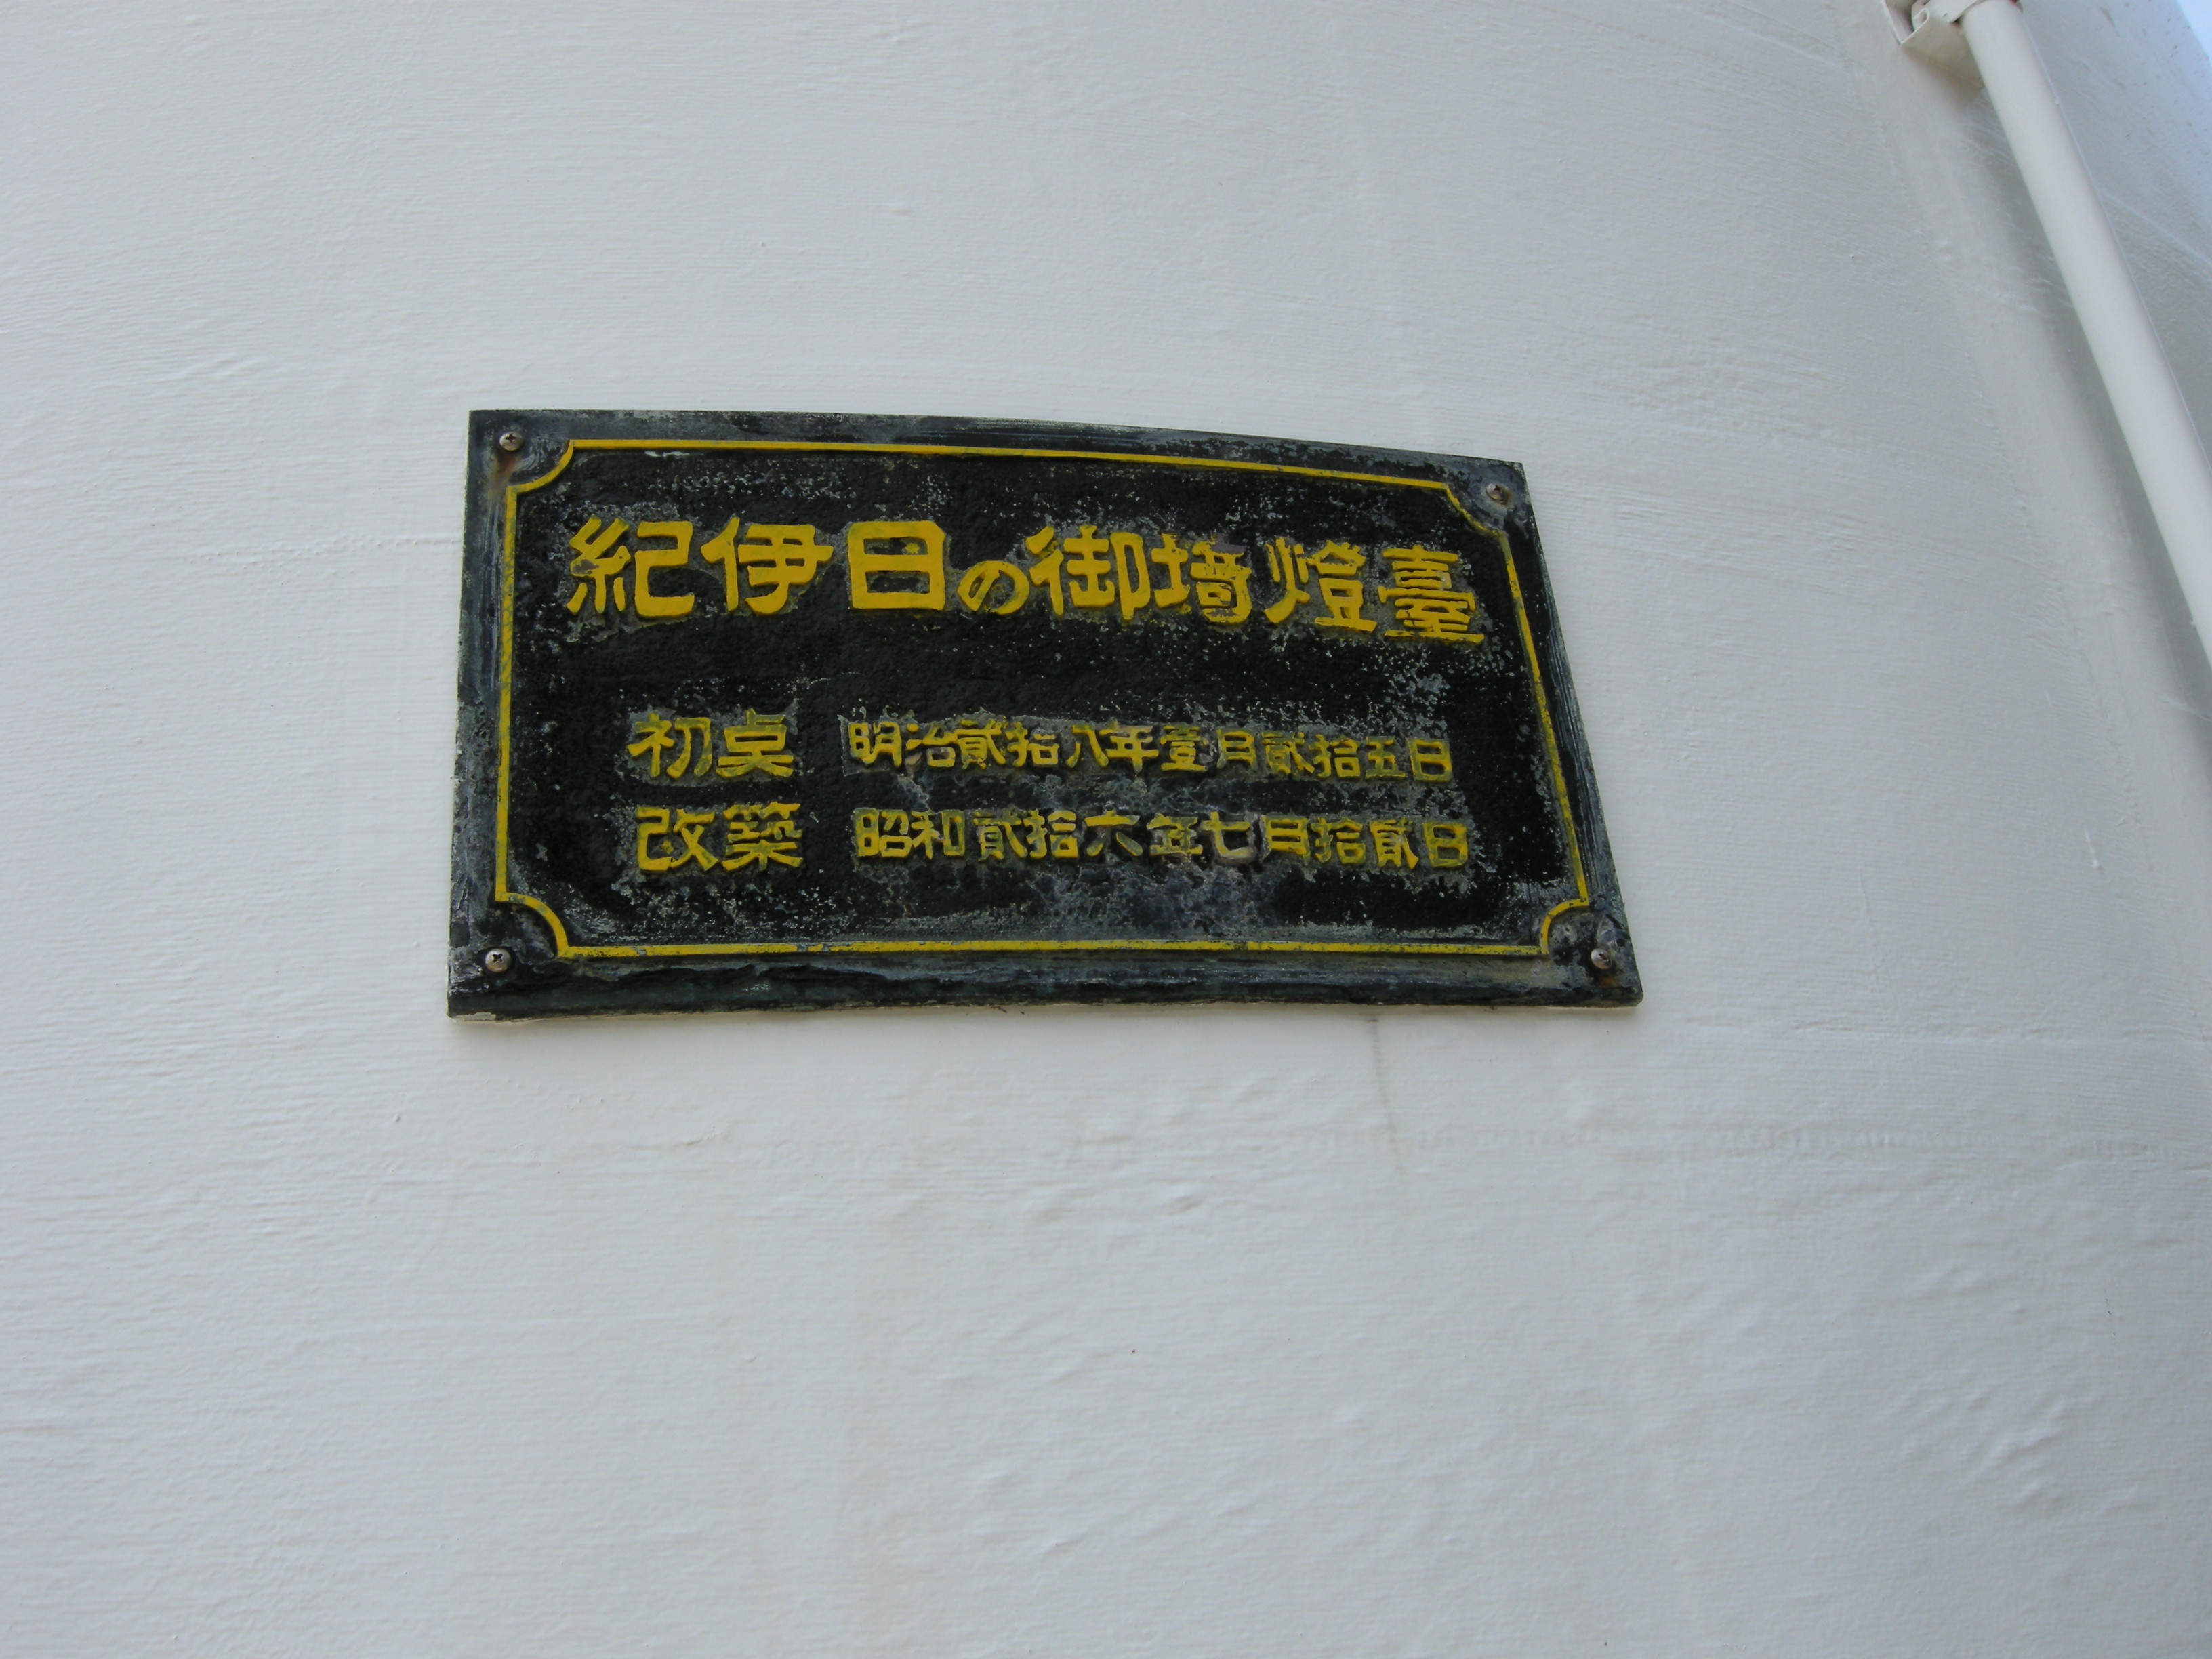 紀伊日の御埼燈臺
初点 明治貳拾八年壹月貳拾五日
改築 昭和貳拾六年七月拾貳日